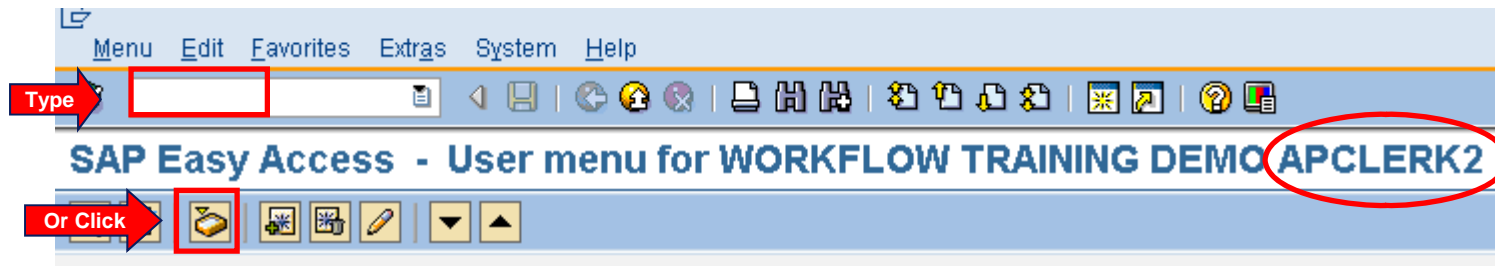 Menu Edit Favorites Extras System Help
Type
SAP Easy Access - User menu for WORKFLOW TRAINING DEMO APCLERK2
Or Click